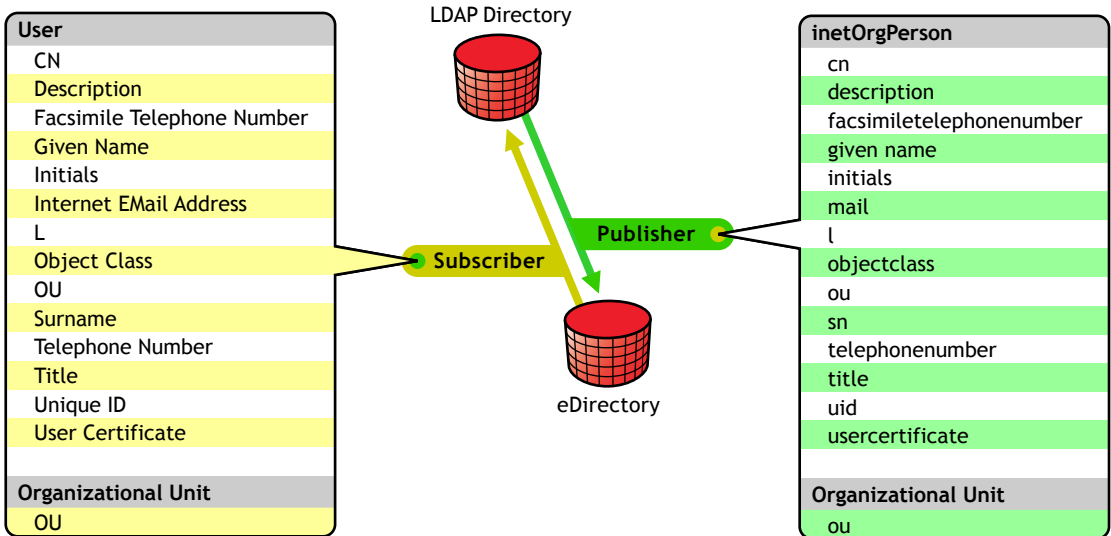 User
CN
Description
Facsimile Telephone Number
Given Name
Initials
Internet EMail Address
L
Object Class
OU
Surname
Telephone Number
Title
Unique ID
User Certificate
Organizational Unit
OU
LDAP Directory
Publisher
Subscriber
eDirectory
inetOrgPerson
cn
description
facsimiletelephonenumber
given name
initials
mail
l
objectclass
ou
sn
telephonenumber
title
uid
usercertificate
Organizational Unit
ou